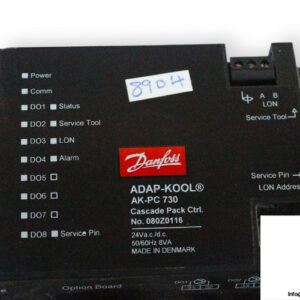 8904
Power
Comm
DO1 Status
DO2 Service Tool
DO3 LON
DO4 Alarm
DO5
DO6
DO7
DO8 Service Pin
A B
LON
Service Tool
Danfoss
ADAP-KOOL®
AK-PC 730
Cascade Pack Ctrl.
No. 080Z0116
24Va.c./d.c.
50/60Hz 8VA
MADE IN DENMARK
Service Pin
LON Address
Option Board
DO1
Info